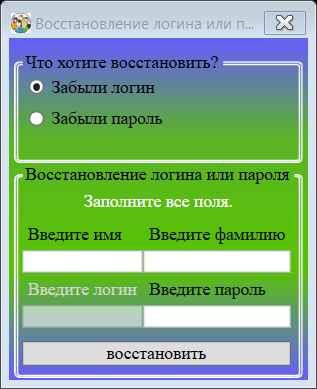 Восстановление логина или п...
Что хотите восстановить?
Забыли логин
Забыли пароль
Восстановление логина или пароля
Заполните все поля.
Введите имя Введите фамилию
Введите логин Введите пароль
восстановить